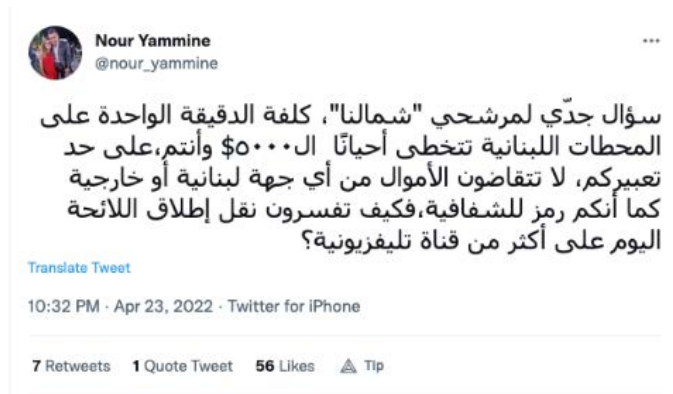 Nour Yammine
@nour_yammine
سؤال جدّي لمرشحي "شمالنا"، كلفة الدقيقة الواحدة على
المحطات اللبنانية تتخطى أحيانًا ال٥٠٠٠$ وأنتم،على حد
تعبيركم، لا تتقاضون الأموال من أي جهة لبنانية أو خارجية
كما أنكم رمز للشفافية،فكيف تفسرون نقل إطلاق اللائحة
اليوم على أكثر من قناة تليفزيونية؟
Translate Tweet
10:32 PM · Apr 23, 2022 · Twitter for iPhone
7 Retweets 1 Quote Tweet 56 Likes Tip